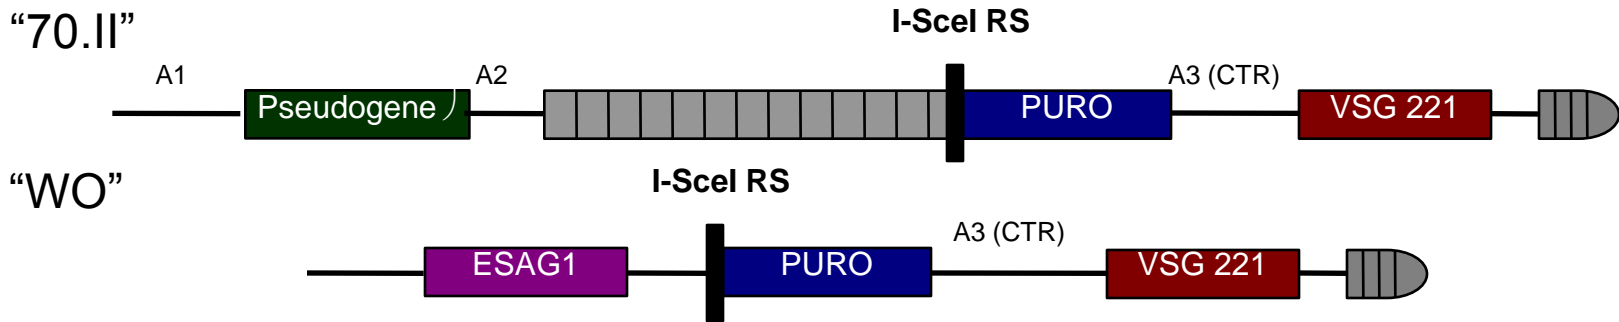 “70.II”
I-SceI RS
A1
A2
A3 (CTR)
Pseudogene
PURO
VSG 221
“WO”
I-SceI RS
A3 (CTR)
ESAG1
PURO
VSG 221